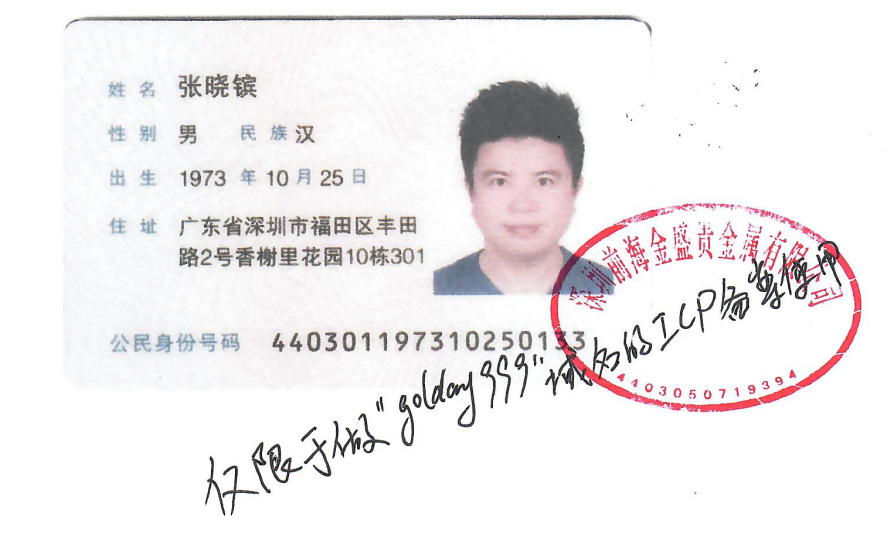 姓名 张晓镔
性别 男 民族 汉
出生 1973 年 10 月 25 日
住址 广东省深圳市福田区丰田
路2号香榭里花园10栋301
公民身份号码 440301197310250133
深圳前海金盛贵金属有限公司
4403050719394
仅限于做"golday999"域名的ICP备案使用